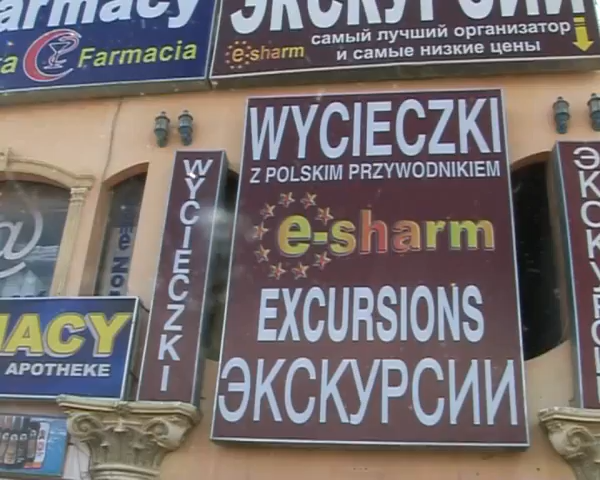 armacy
Farmacia
ЭКСКУРСИИ
самый лучший организатор
e-sharm
и самые низкие цены
WYCIECZKI
Z POLSKIM PRZYWODNIKIEM
e-sharm
EXCURSIONS
ЭКСКУРСИИ
WYCIECZKI
MACY
APOTHEKE
@